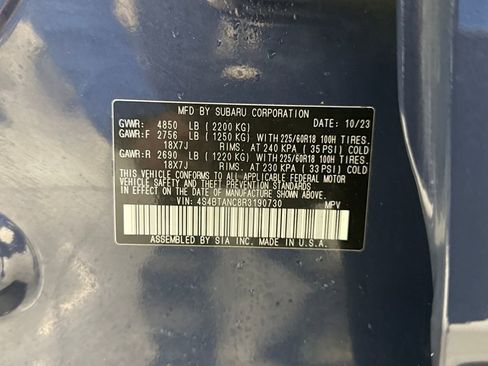 MFD BY SUBARU CORPORATION
GVWR: 4850 LB ( 2200 KG) DATE: 10/23
GAWR:F 2756 LB ( 1250 KG) WITH 225/60R18 100H TIRES.
18X7J RIMS. AT 240 KPA ( 35 PSI) COLD
GAWR:R 2690 LB ( 1220 KG) WITH 225/60R18 100H TIRES.
18X7J RIMS. AT 230 KPA ( 33 PSI) COLD
THIS VEHICLE CONFORMS TO ALL APPLICABLE FEDERAL MOTOR
VEHICLE SAFETY AND THEFT PREVENTION STANDARDS
IN EFFECT ON THE DATE OF MANUFACTURE SHOWN ABOVE.
VIN: 4S4BTANC8R3190730 MPV
ASSEMBLED BY SIA INC. MADE IN U.S.A.